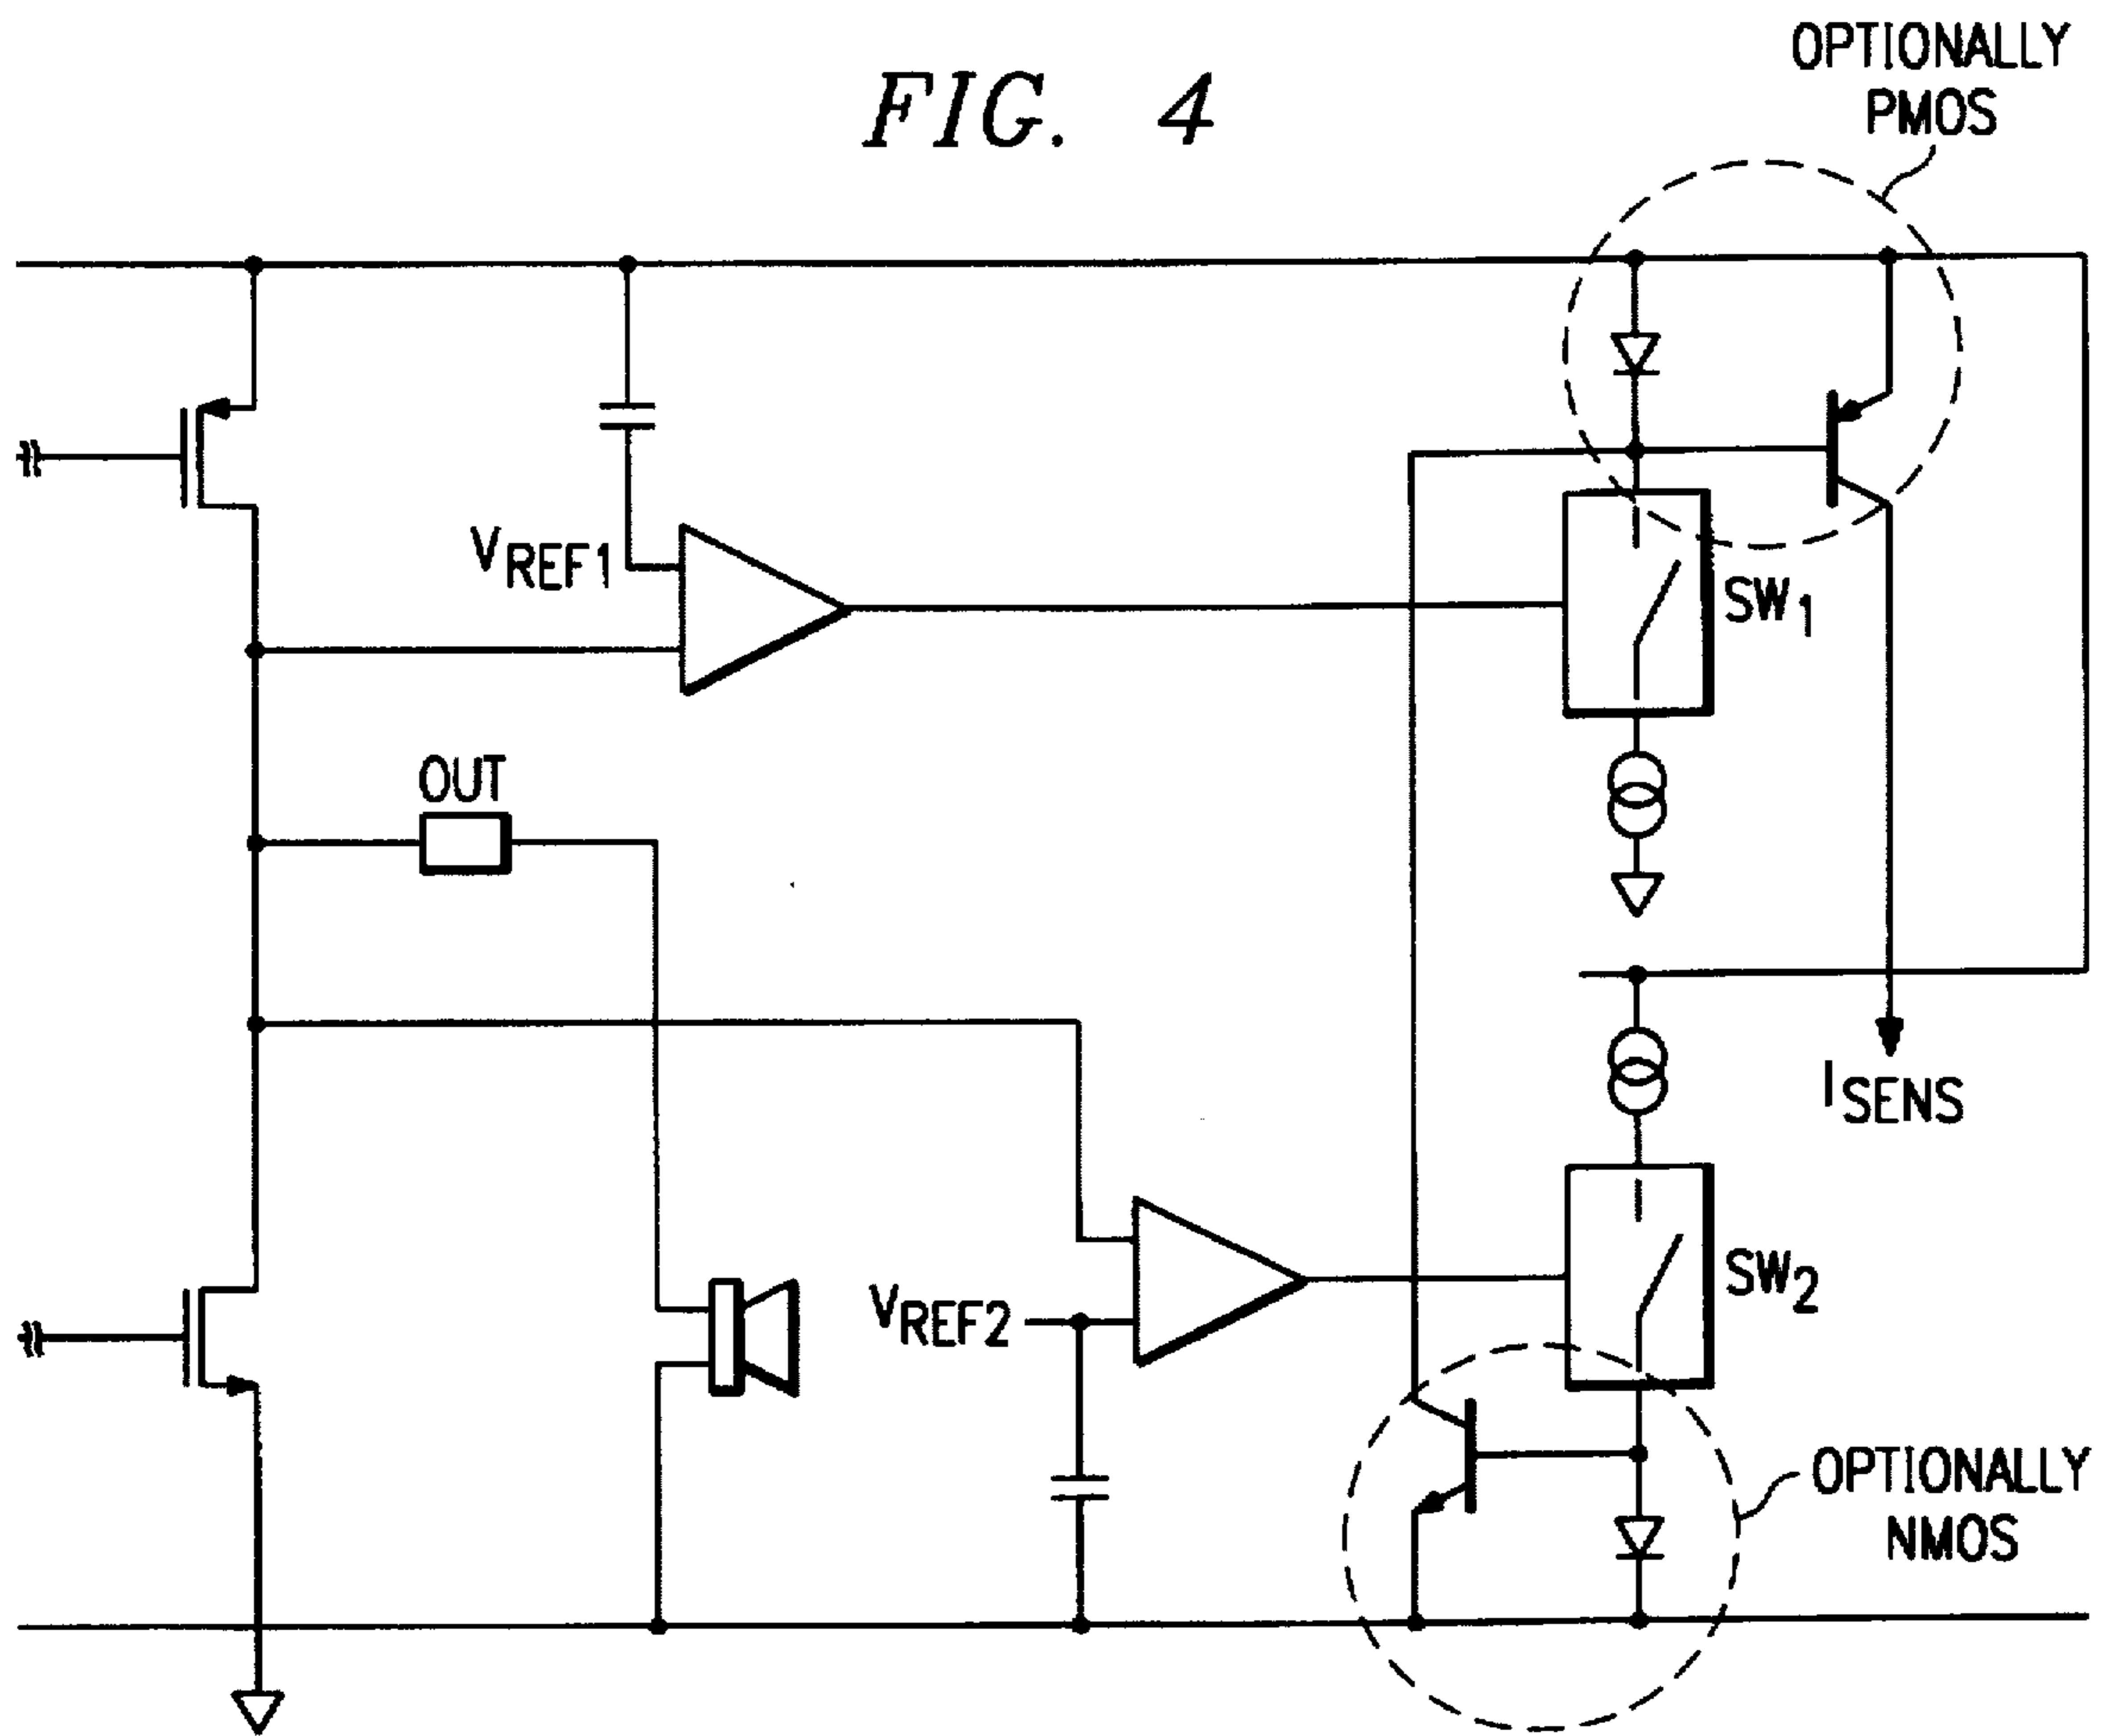 FIG. 4
OPTIONALLY
PMOS
VREF1
SW1
OUT
ISENS
VREF2
SW2
OPTIONALLY
NMOS